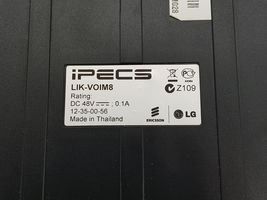 iPECS
LIK-VOIM8
Rating:
DC 48V ⎓ ; 0.1A
12-35-00-56
Made in Thailand
Z109
ERICSSON
LG